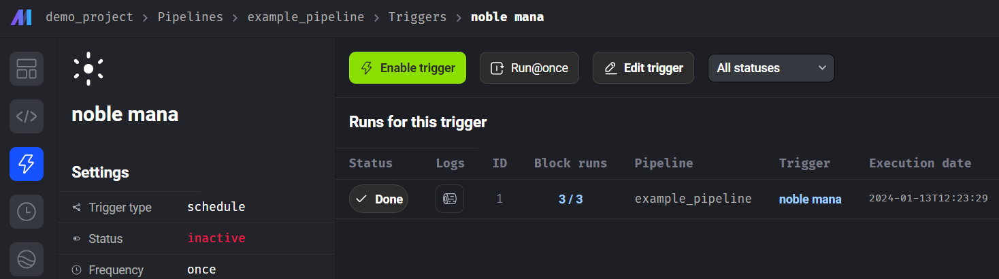 demo_project > Pipelines > example_pipeline > Triggers > noble mana
noble mana
Settings
Trigger type schedule
Status inactive
Frequency once
Enable trigger Run@once Edit trigger All statuses
Runs for this trigger
Status Logs ID Block runs Pipeline Trigger Execution date
Done 1 3 / 3 example_pipeline noble mana 2024-01-13T12:23:29